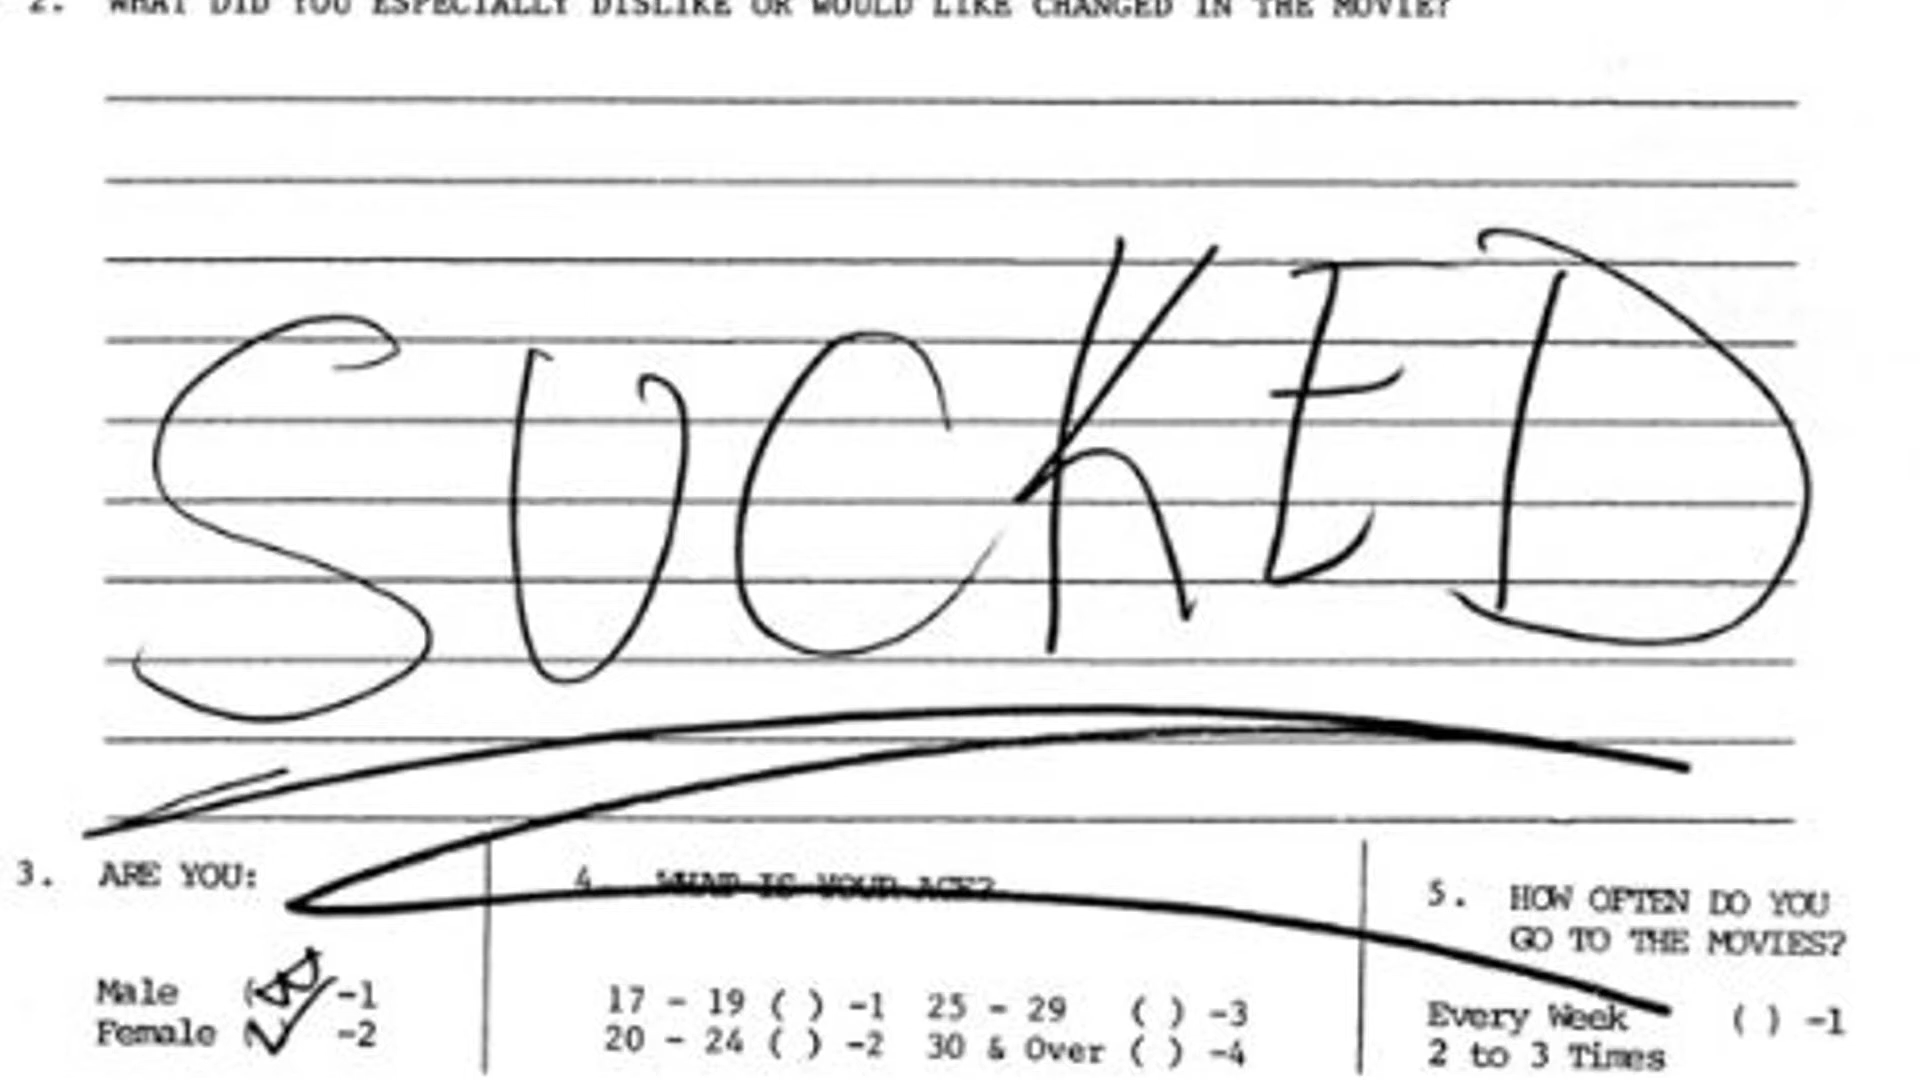 2. WHAT DID YOU ESPECIALLY DISLIKE OR WOULD LIKE CHANGED IN THE MOVIE?
SUCKED
3. ARE YOU:
Male ( ) -1
Female ( ) -2
4. WHAT IS YOUR AGE?
17 - 19 ( ) -1 25 - 29 ( ) -3
20 - 24 ( ) -2 30 & Over ( ) -4
5. HOW OFTEN DO YOU
GO TO THE MOVIES?
Every Week ( ) -1
2 to 3 Times